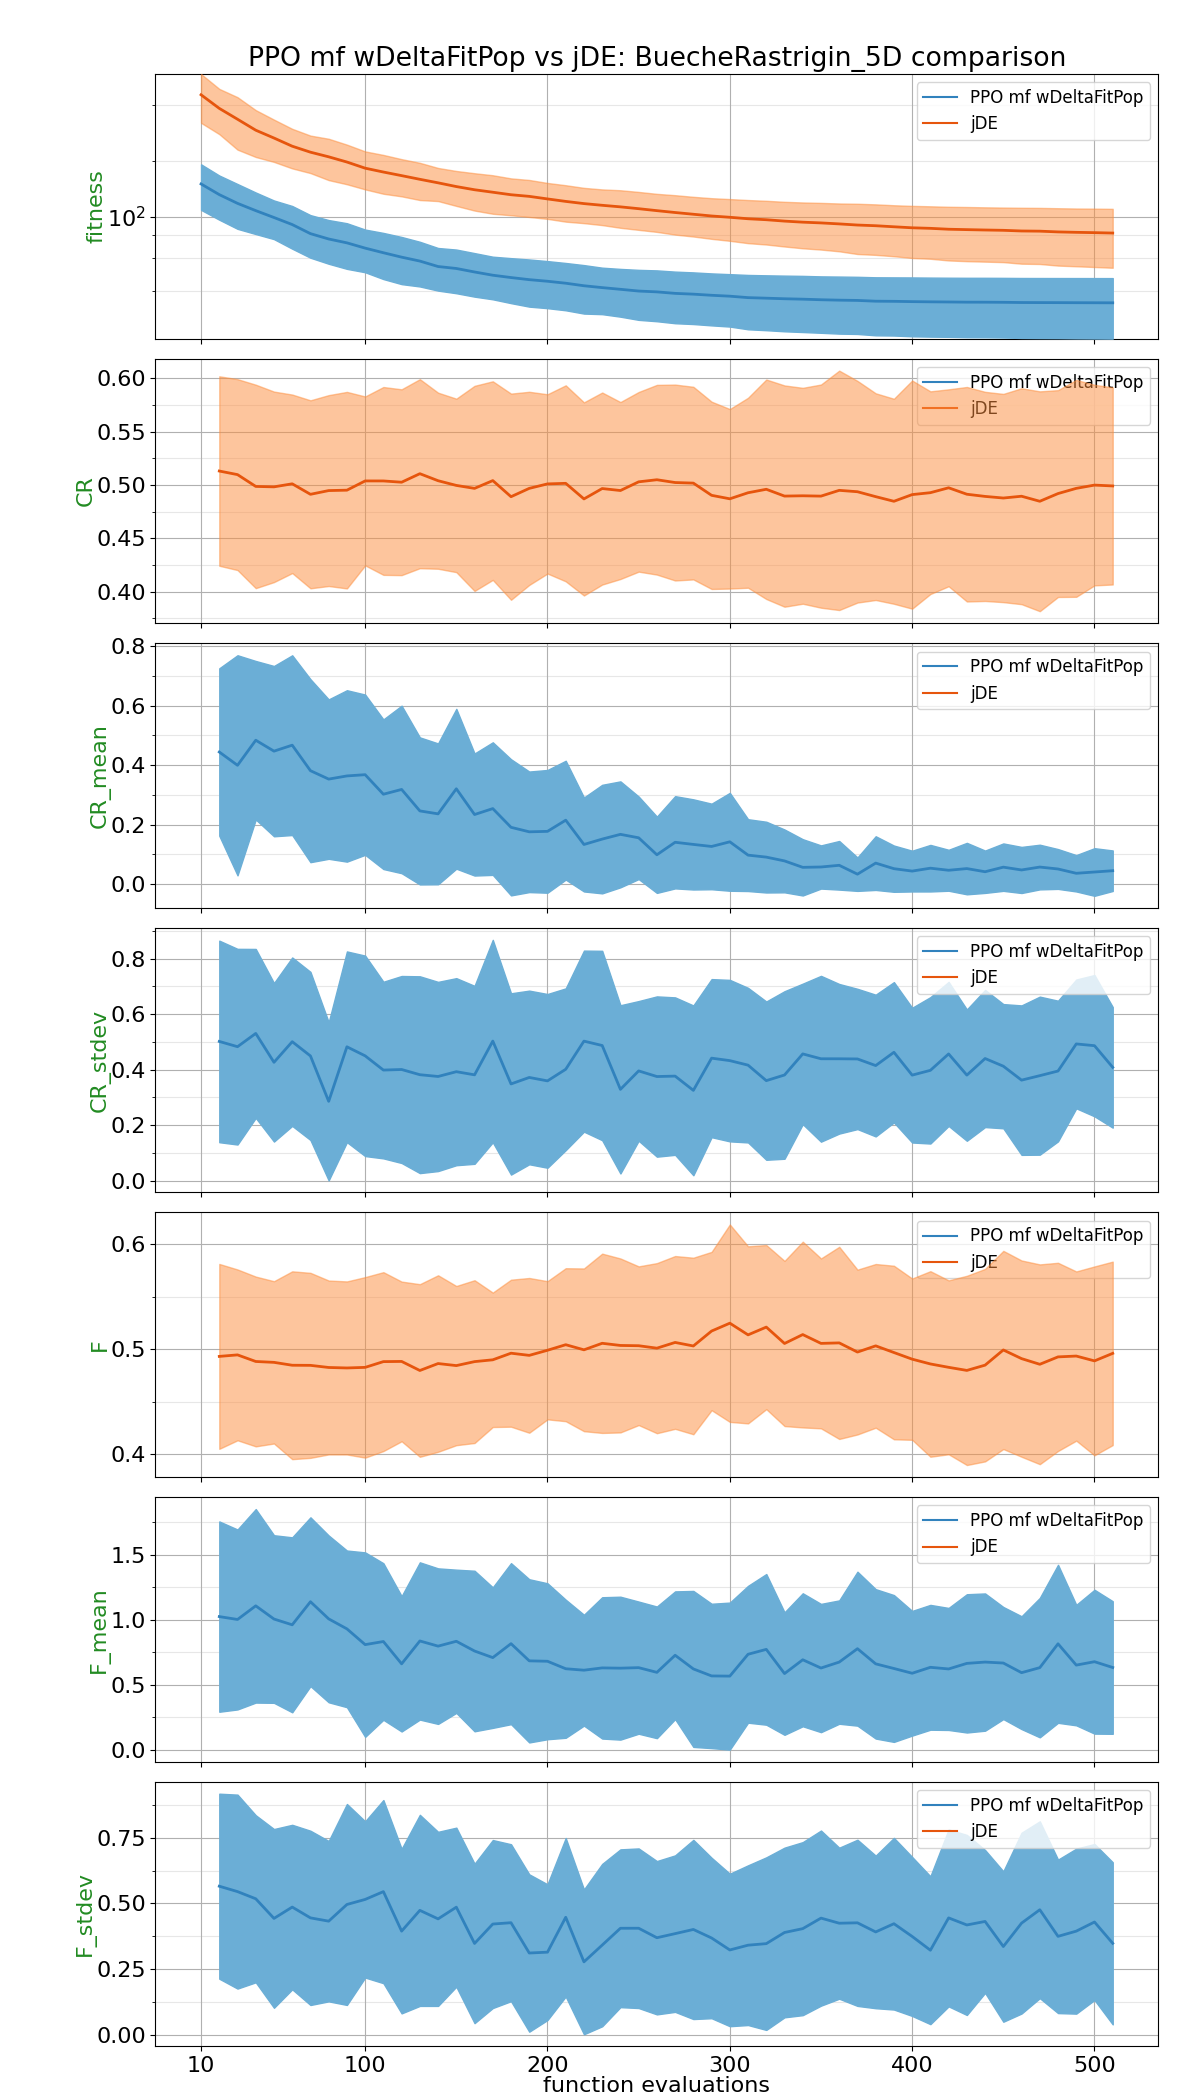 PPO mf wDeltaFitPop vs jDE: BuecheRastrigin_5D comparison
PPO mf wDeltaFitPop
jDE
fitness
10²
PPO mf wDeltaFitPop
jDE
CR
0.60
0.55
0.50
0.45
0.40
PPO mf wDeltaFitPop
jDE
CR_mean
0.8
0.6
0.4
0.2
0.0
PPO mf wDeltaFitPop
jDE
CR_stdev
0.8
0.6
0.4
0.2
0.0
PPO mf wDeltaFitPop
jDE
F
0.6
0.5
0.4
PPO mf wDeltaFitPop
jDE
F_mean
1.5
1.0
0.5
0.0
PPO mf wDeltaFitPop
jDE
F_stdev
0.75
0.50
0.25
0.00
10 100 200 300 400 500
function evaluations